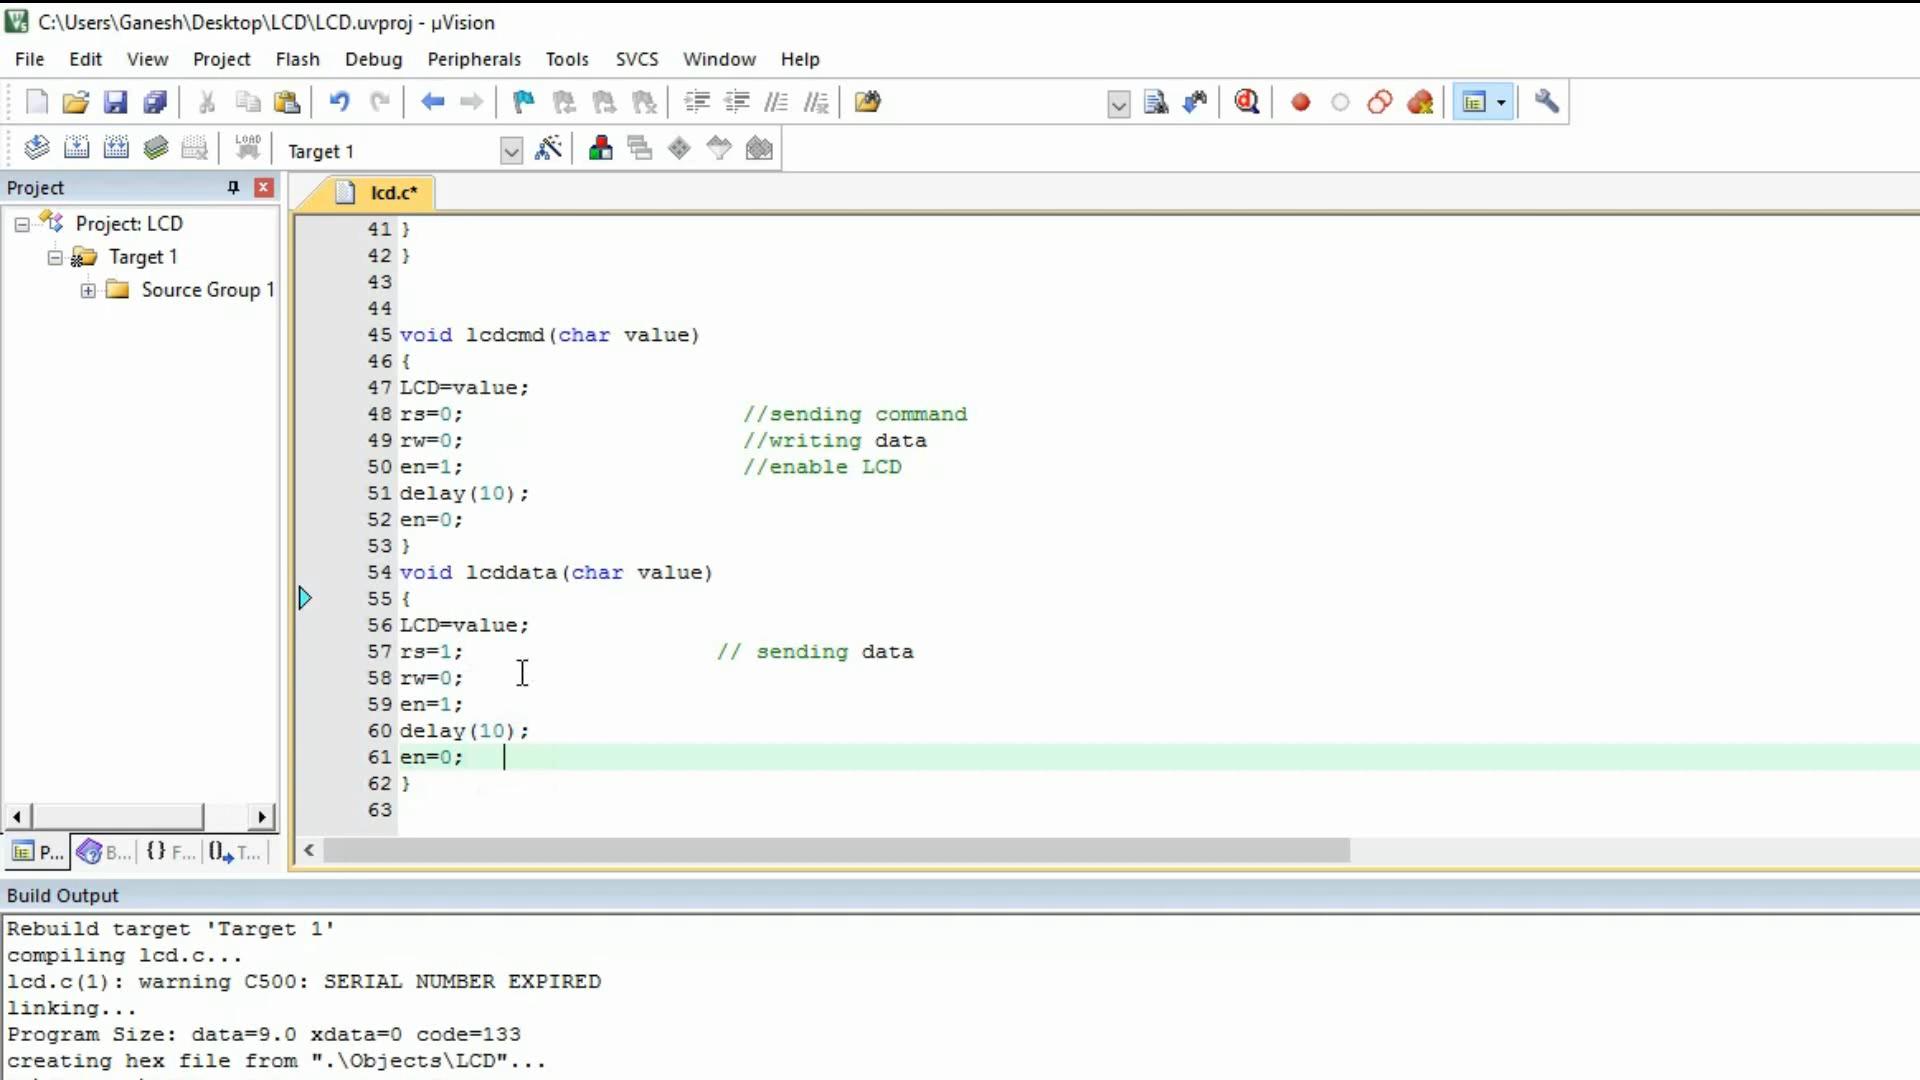 C:\Users\Ganesh\Desktop\LCD\LCD.uvproj - µVision
File Edit View Project Flash Debug Peripherals Tools SVCS Window Help
LOAD
Target 1
Project
lcd.c*
Project: LCD
Target 1
Source Group 1
41 }
42 }
43
44
45 void lcdcmd(char value)
46 {
47 LCD=value;
48 rs=0; //sending command
49 rw=0; //writing data
50 en=1; //enable LCD
51 delay(10);
52 en=0;
53 }
54 void lcddata(char value)
55 {
56 LCD=value;
57 rs=1; // sending data
58 rw=0;
59 en=1;
60 delay(10);
61 en=0;
62 }
63
P... B... {} F... () T...
Build Output
Rebuild target 'Target 1'
compiling lcd.c...
lcd.c(1): warning C500: SERIAL NUMBER EXPIRED
linking...
Program Size: data=9.0 xdata=0 code=133
creating hex file from ".\Objects\LCD"...